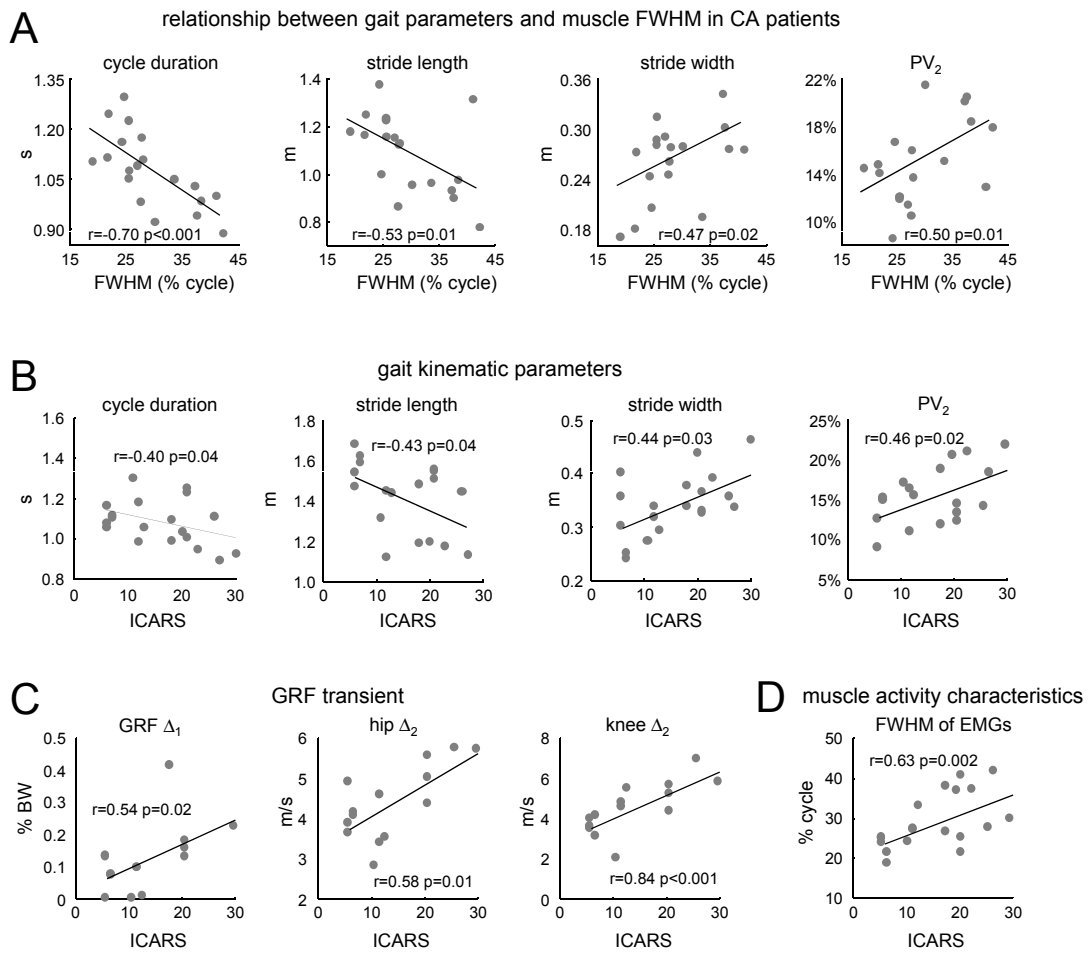 A relationship between gait parameters and muscle FWHM in CA patients
cycle duration
1.35
1.20
1.05
0.90
s
r=-0.70 p<0.001
15 25 35 45
FWHM (% cycle)
stride length
1.4
1.2
1.0
0.8
m
r=-0.53 p=0.01
15 25 35 45
FWHM (% cycle)
stride width
0.36
0.30
0.24
0.18
m
r=0.47 p=0.02
15 25 35 45
FWHM (% cycle)
PV2
22%
18%
14%
10%
r=0.50 p=0.01
15 25 35 45
FWHM (% cycle)
B gait kinematic parameters
cycle duration
1.6
1.4
1.2
1.0
0.8
s
r=-0.40 p=0.04
0 10 20 30
ICARS
stride length
1.8
1.6
1.4
1.2
1.0
m
r=-0.43 p=0.04
0 10 20 30
ICARS
stride width
0.5
0.4
0.3
0.2
m
r=0.44 p=0.03
0 10 20 30
ICARS
PV2
25%
20%
15%
10%
5%
r=0.46 p=0.02
0 10 20 30
ICARS
C GRF transient
GRF Δ1
0.5
0.4
0.3
0.2
0.1
0
% BW
r=0.54 p=0.02
0 10 20 30
ICARS
hip Δ2
6
5
4
3
2
m/s
r=0.58 p=0.01
0 10 20 30
ICARS
knee Δ2
8
6
4
2
0
m/s
r=0.84 p<0.001
0 10 20 30
ICARS
D muscle activity characteristics
FWHM of EMGs
50
40
30
20
10
% cycle
r=0.63 p=0.002
0 10 20 30
ICARS